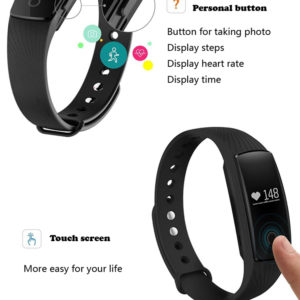 Personal button
Button for taking photo
Display steps
Display heart rate
Display time
148
Touch screen
More easy for your life